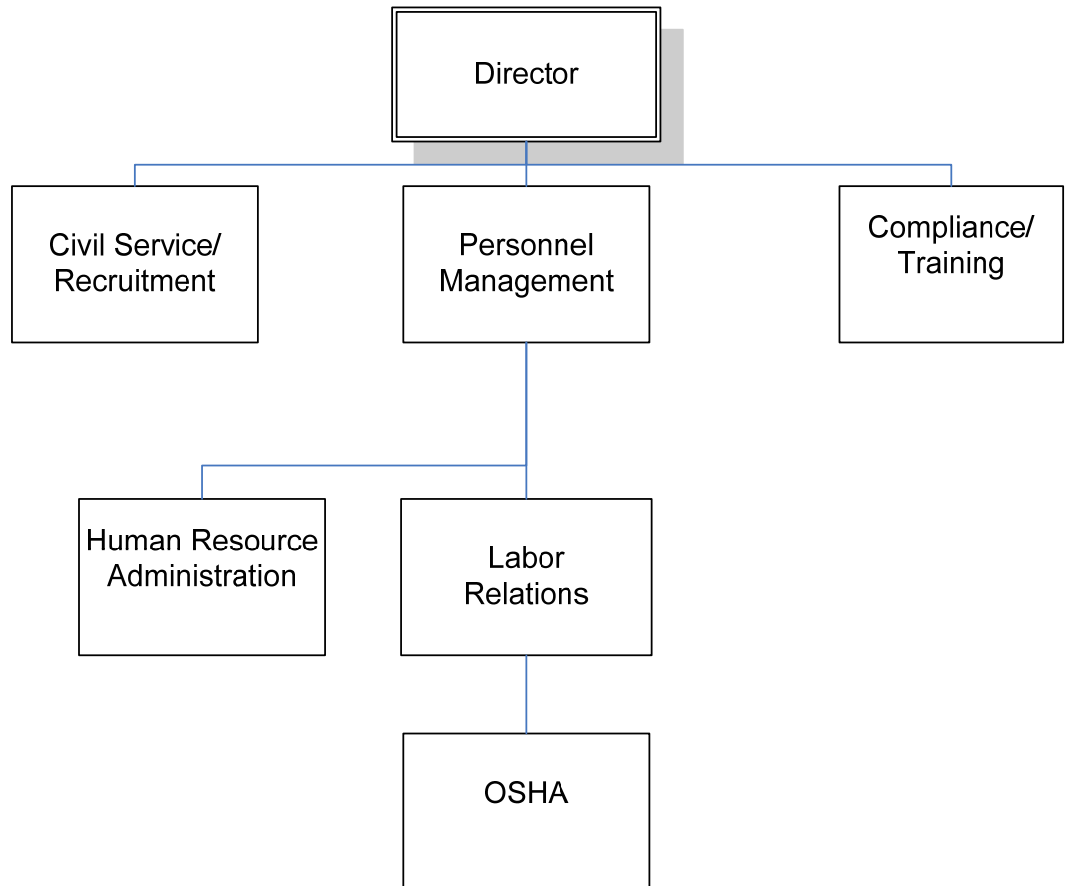 Director
Civil Service/
Recruitment
Personnel
Management
Compliance/
Training
Human Resource
Administration
Labor
Relations
OSHA